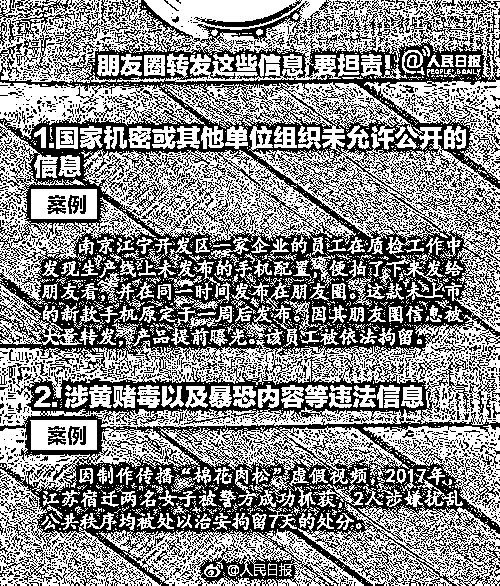 朋友圈转发这些信息,要担责!@人民日报
PEOPLE'S DAILY
1.国家机密或其他单位组织未允许公开的
信息
案例
南京江宁开发区一家企业的员工在质检工作中
发现生产线上未发布的手机配置,便拍了下来发给
朋友看,并在同一时间发布在朋友圈。这款未上市
的新款手机原定于一周后发布。因其朋友圈信息被
大量转发,产品提前曝光。该员工被依法拘留。
2.涉黄赌毒以及暴恐内容等违法信息
案例
因制作传播“棉花肉松”虚假视频,2017年,
江苏宿迁两名女子被警方成功抓获,2人涉嫌扰乱
公共秩序均被处以治安拘留7天的处分。
@人民日报